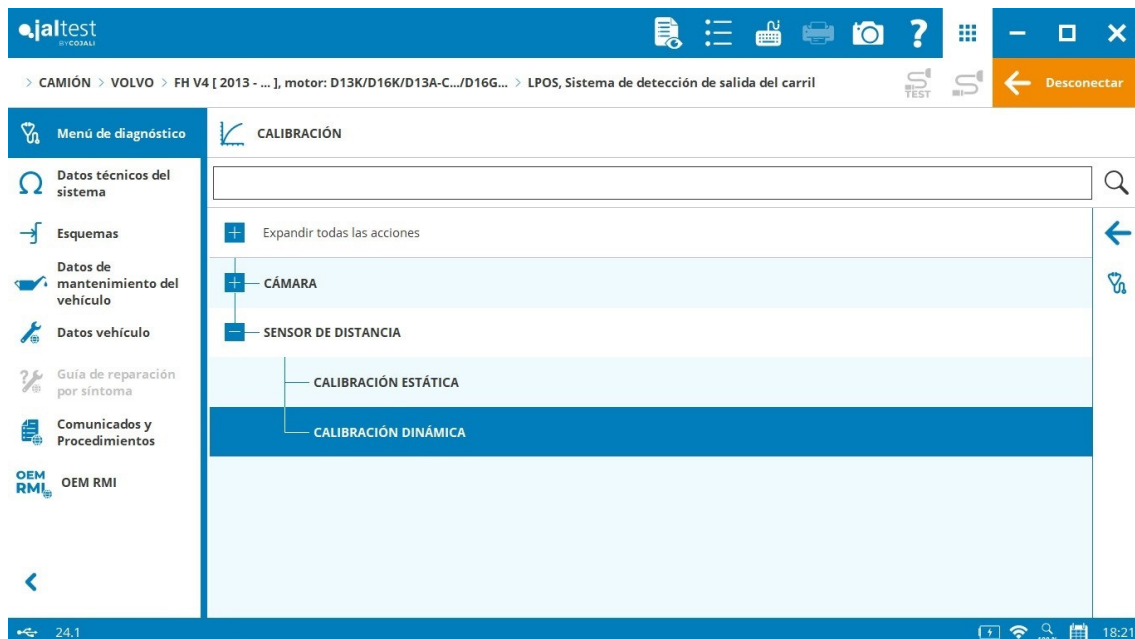 jaltest
BY COJALI
> CAMIÓN > VOLVO > FH V4 [ 2013 - ... ], motor: D13K/D16K/D13A-C.../D16G... > LPOS, Sistema de detección de salida del carril
TEST
Desconectar
Menú de diagnóstico
CALIBRACIÓN
Datos técnicos del
sistema
Esquemas
Expandir todas las acciones
Datos de
mantenimiento del
vehículo
CÁMARA
Datos vehículo
SENSOR DE DISTANCIA
Guía de reparación
por síntoma
CALIBRACIÓN ESTÁTICA
Comunicados y
Procedimientos
CALIBRACIÓN DINÁMICA
OEM
RMI
OEM RMI
24.1
100 %
18:21